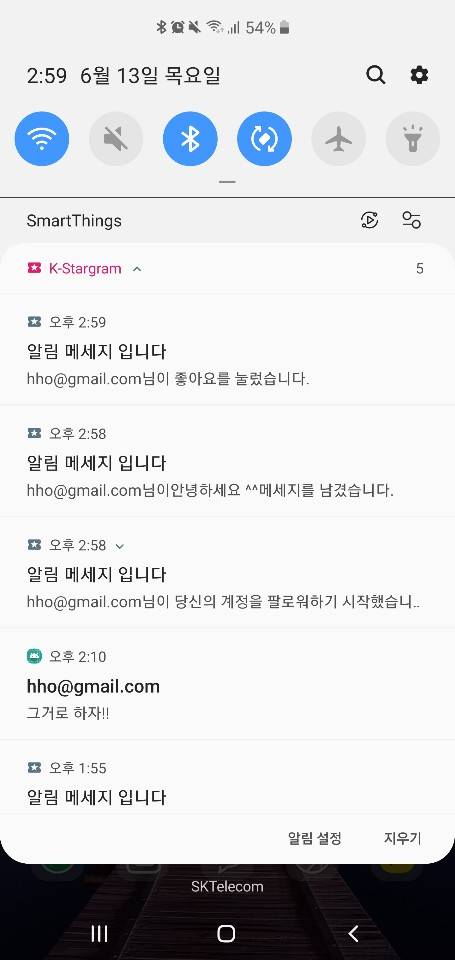 54%
2:59 6월 13일 목요일
SmartThings
K-Stargram 5
오후 2:59
알림 메세지 입니다
hho@gmail.com님이 좋아요를 눌렀습니다.
오후 2:58
알림 메세지 입니다
hho@gmail.com님이안녕하세요 ^^메세지를 남겼습니다.
오후 2:58
알림 메세지 입니다
hho@gmail.com님이 당신의 계정을 팔로워하기 시작했습니..
오후 2:10
hho@gmail.com
그거로 하자!!
오후 1:55
알림 메세지 입니다
알림 설정 지우기
SKTelecom